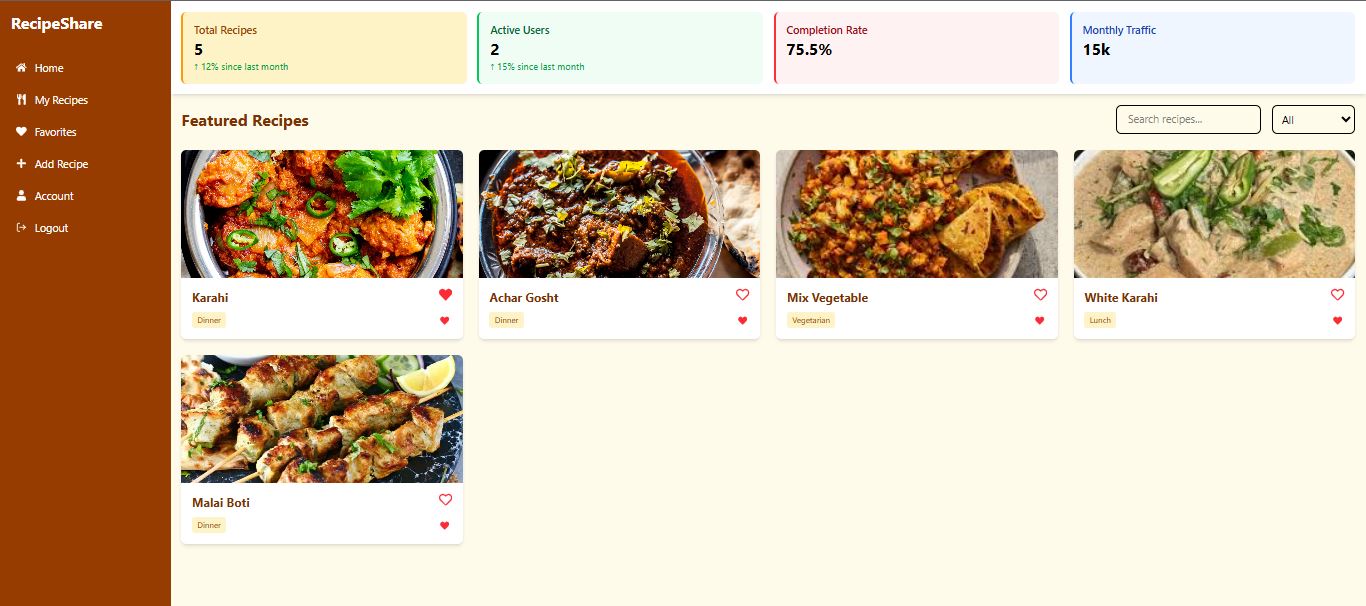 RecipeShare
Home
My Recipes
Favorites
Add Recipe
Account
Logout
Total Recipes
5
↑ 12% since last month
Active Users
2
↑ 15% since last month
Completion Rate
75.5%
Monthly Traffic
15k
Featured Recipes
Search recipes...
All
Karahi
Dinner
Achar Gosht
Dinner
Mix Vegetable
Vegetarian
White Karahi
Lunch
Malai Boti
Dinner